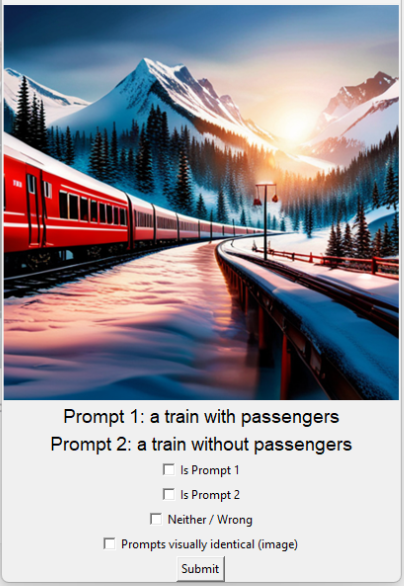 Prompt 1: a train with passengers
Prompt 2: a train without passengers
Is Prompt 1
Is Prompt 2
Neither / Wrong
Prompts visually identical (image)
Submit